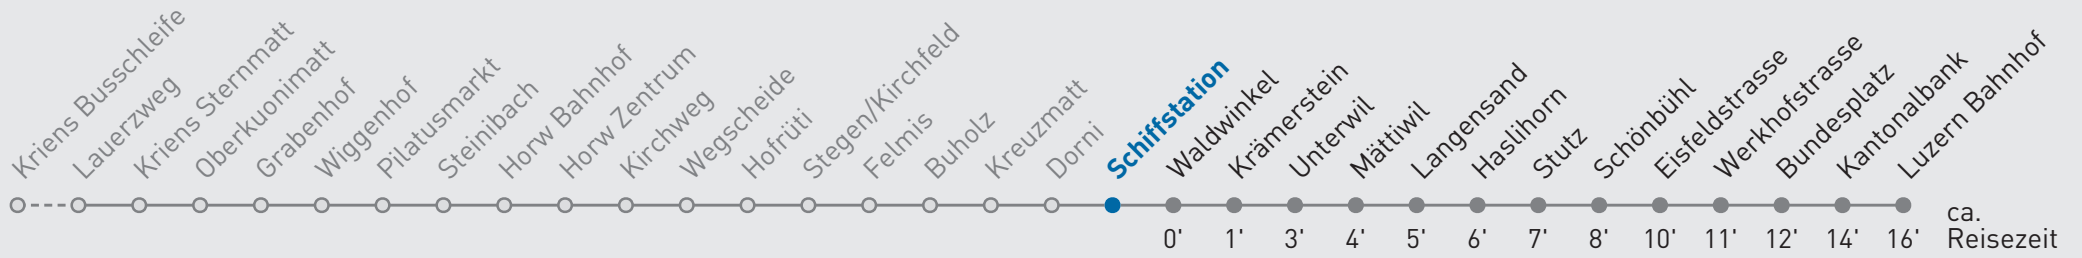 Kriens Busschleife
Lauerzweg
Kriens Sternmatt
Oberkuonimatt
Grabenhof
Wiggenhof
Pilatusmarkt
Steinibach
Horw Bahnhof
Horw Zentrum
Kirchweg
Wegscheide
Hofrüti
Stegen/Kirchfeld
Felmis
Buholz
Kreuzmatt
Dorni
Schiffstation
Waldwinkel
Krämerstein
Unterwil
Mättiwil
Langensand
Haslihorn
Stutz
Schönbühl
Eisfeldstrasse
Werkhofstrasse
Bundesplatz
Kantonalbank
Luzern Bahnhof
ca.
0' 1' 3' 4' 5' 6' 7' 8' 10' 11' 12' 14' 16' Reisezeit